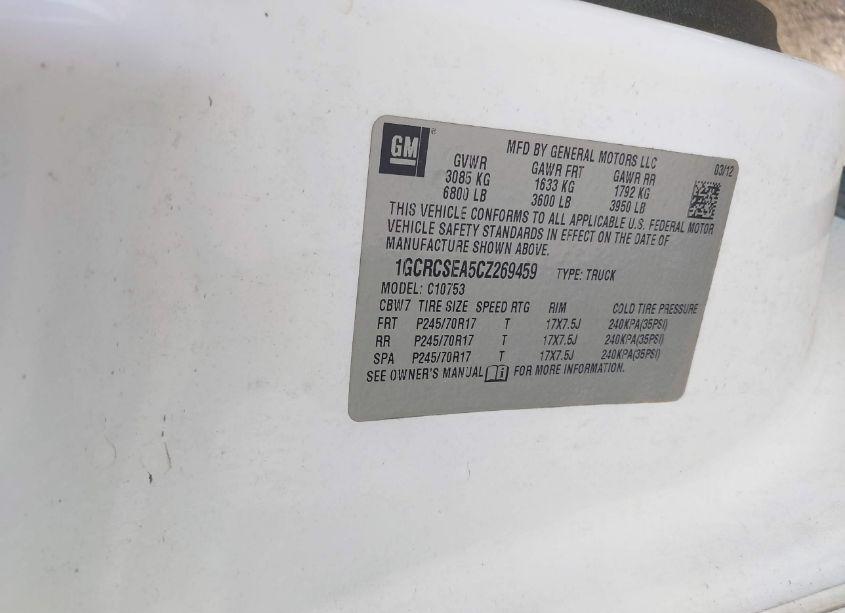 GM
MFD BY GENERAL MOTORS LLC 03/12
GVWR GAWR FRT GAWR RR
3085 KG 1633 KG 1792 KG
6800 LB 3600 LB 3950 LB
THIS VEHICLE CONFORMS TO ALL APPLICABLE U.S. FEDERAL MOTOR
VEHICLE SAFETY STANDARDS IN EFFECT ON THE DATE OF
MANUFACTURE SHOWN ABOVE.
1GCRCSEA5CZ269459 TYPE: TRUCK
MODEL: C10753
CBW7 TIRE SIZE SPEED RTG RIM COLD TIRE PRESSURE
FRT P245/70R17 T 17X7.5J 240KPA(35PSI)
RR P245/70R17 T 17X7.5J 240KPA(35PSI)
SPA P245/70R17 T 17X7.5J 240KPA(35PSI)
SEE OWNER'S MANUAL FOR MORE INFORMATION.